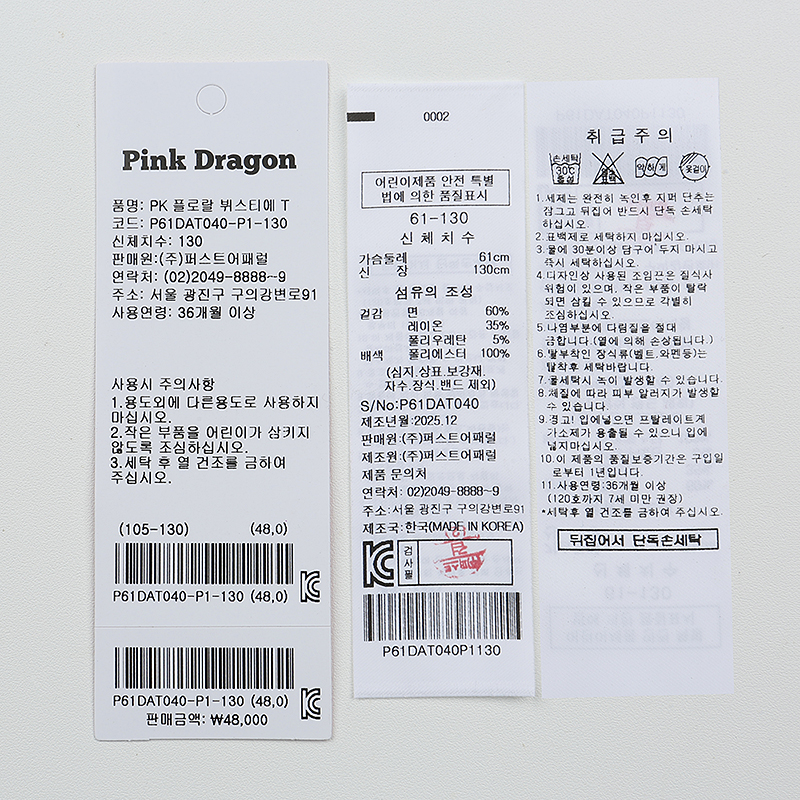 Pink Dragon
품명: PK 플로랄 뷔스티에 T
코드: P61DAT040-P1-130
신체치수: 130
판매원:(주)퍼스트어패럴
연락처: (02)2049-8888~9
주소: 서울 광진구 구의강변로91
사용연령: 36개월 이상
사용시 주의사항
1.용도외에 다른용도로 사용하지
마십시오.
2.작은 부품을 어린이가 삼키지
않도록 조심하십시오.
3.세탁 후 열 건조를 금하여
주십시오.
(105-130) (48,0)
P61DAT040-P1-130 (48,0)
P61DAT040-P1-130 (48,0)
판매금액: ₩48,000
0002
어린이제품 안전 특별
법에 의한 품질표시
61-130
신 체 치 수
가슴둘레 61cm
신 장 130cm
섬유의 조성
겉감 면 60%
레이온 35%
폴리우레탄 5%
배색 폴리에스터 100%
(심지.상표.보강재.
자수.장식.밴드 제외)
S/No:P61DAT040
제조년월:2025.12
판매원:(주)퍼스트어패럴
제조원:(주)퍼스트어패럴
제품 문의처
연락처: 02)2049-8888~9
주소:서울 광진구 구의강변로91
제조국:한국(MADE IN KOREA)
검
사
필
P61DAT040P1130
취 급 주 의
손세탁
30℃
중성
약하게
옷걸이
1.세제는 완전히 녹인후 지퍼 단추는
잠그고 뒤집어 반드시 단독 손세탁
하십시오.
2.표백제로 세탁하지 마십시오.
3.물에 30분이상 담구어 두지 마시고
즉시 세탁하십시오.
4.디자인상 사용된 조임끈은 질식사
위험이 있으며, 작은 부품이 탈락
되면 삼킬 수 있으므로 각별히
조심하십시오.
5.나염부분에 다림질을 절대
금합니다.(열에 의해 손상됩니다.)
6.탈부착인 장식류(벨트.와펜등)는
탈착후 세탁바랍니다.
7.물세탁시 녹이 발생할 수 있습니다.
8.체질에 따라 피부 알러지가 발생할
수 있습니다.
9.경고! 입에넣으면 프탈레이트계
가소제가 용출될 수 있으니 입에
넣지마십시오.
10.이 제품의 품질보증기간은 구입일
로부터 1년입니다.
11.사용연령:36개월 이상
(120호까지 7세 미만 권장)
*세탁후 열 건조를 금하여 주십시오.
뒤집어서 단독손세탁